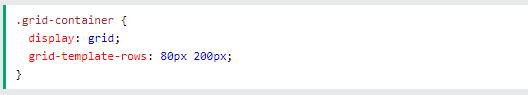 .grid-container {
  display: grid;
  grid-template-rows: 80px 200px;
}